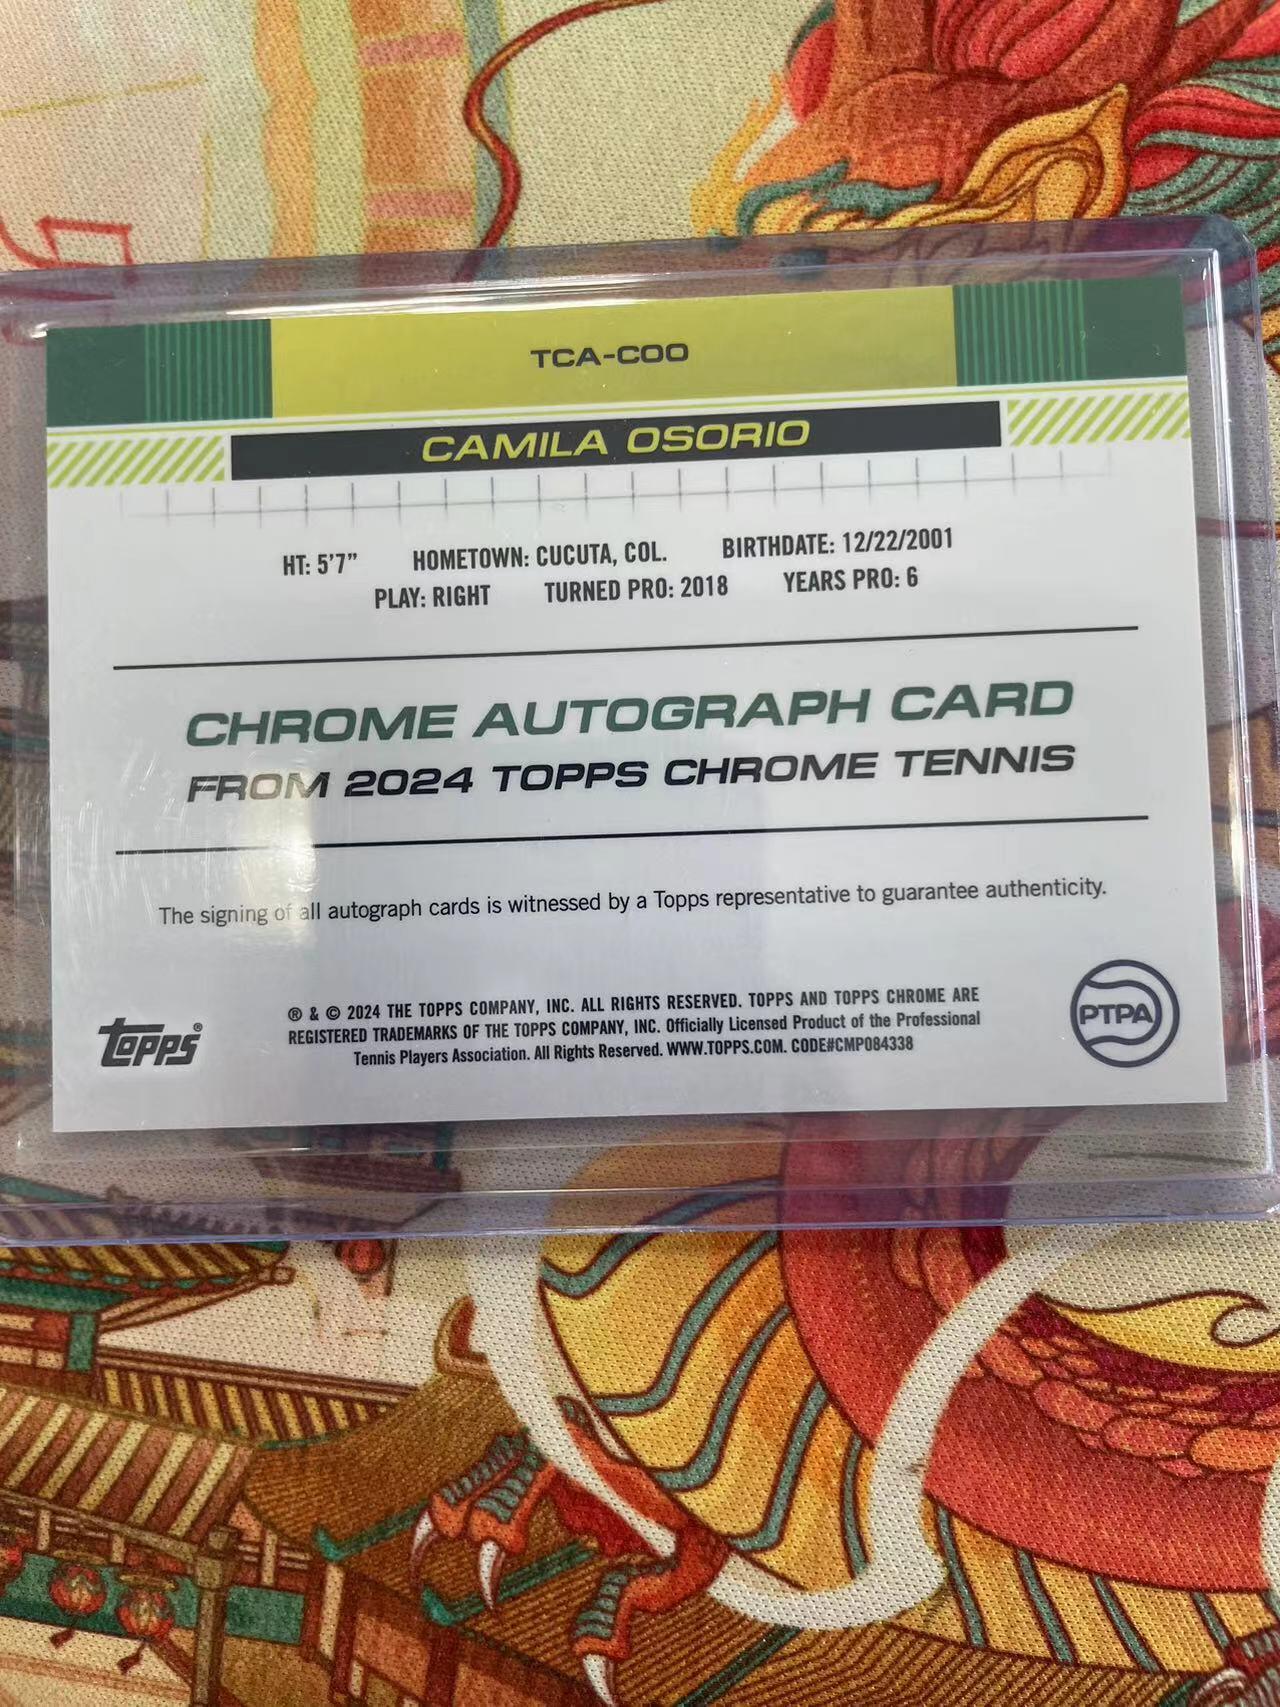 TCA-COO
CAMILA OSORIO
HT: 5'7" HOMETOWN: CUCUTA, COL. BIRTHDATE: 12/22/2001
PLAY: RIGHT TURNED PRO: 2018 YEARS PRO: 6
CHROME AUTOGRAPH CARD
FROM 2024 TOPPS CHROME TENNIS
The signing of all autograph cards is witnessed by a Topps representative to guarantee authenticity.
Topps®
® & © 2024 THE TOPPS COMPANY, INC. ALL RIGHTS RESERVED. TOPPS AND TOPPS CHROME ARE
REGISTERED TRADEMARKS OF THE TOPPS COMPANY, INC. Officially Licensed Product of the Professional
Tennis Players Association. All Rights Reserved. WWW.TOPPS.COM. CODE#CMP084338
PTPA